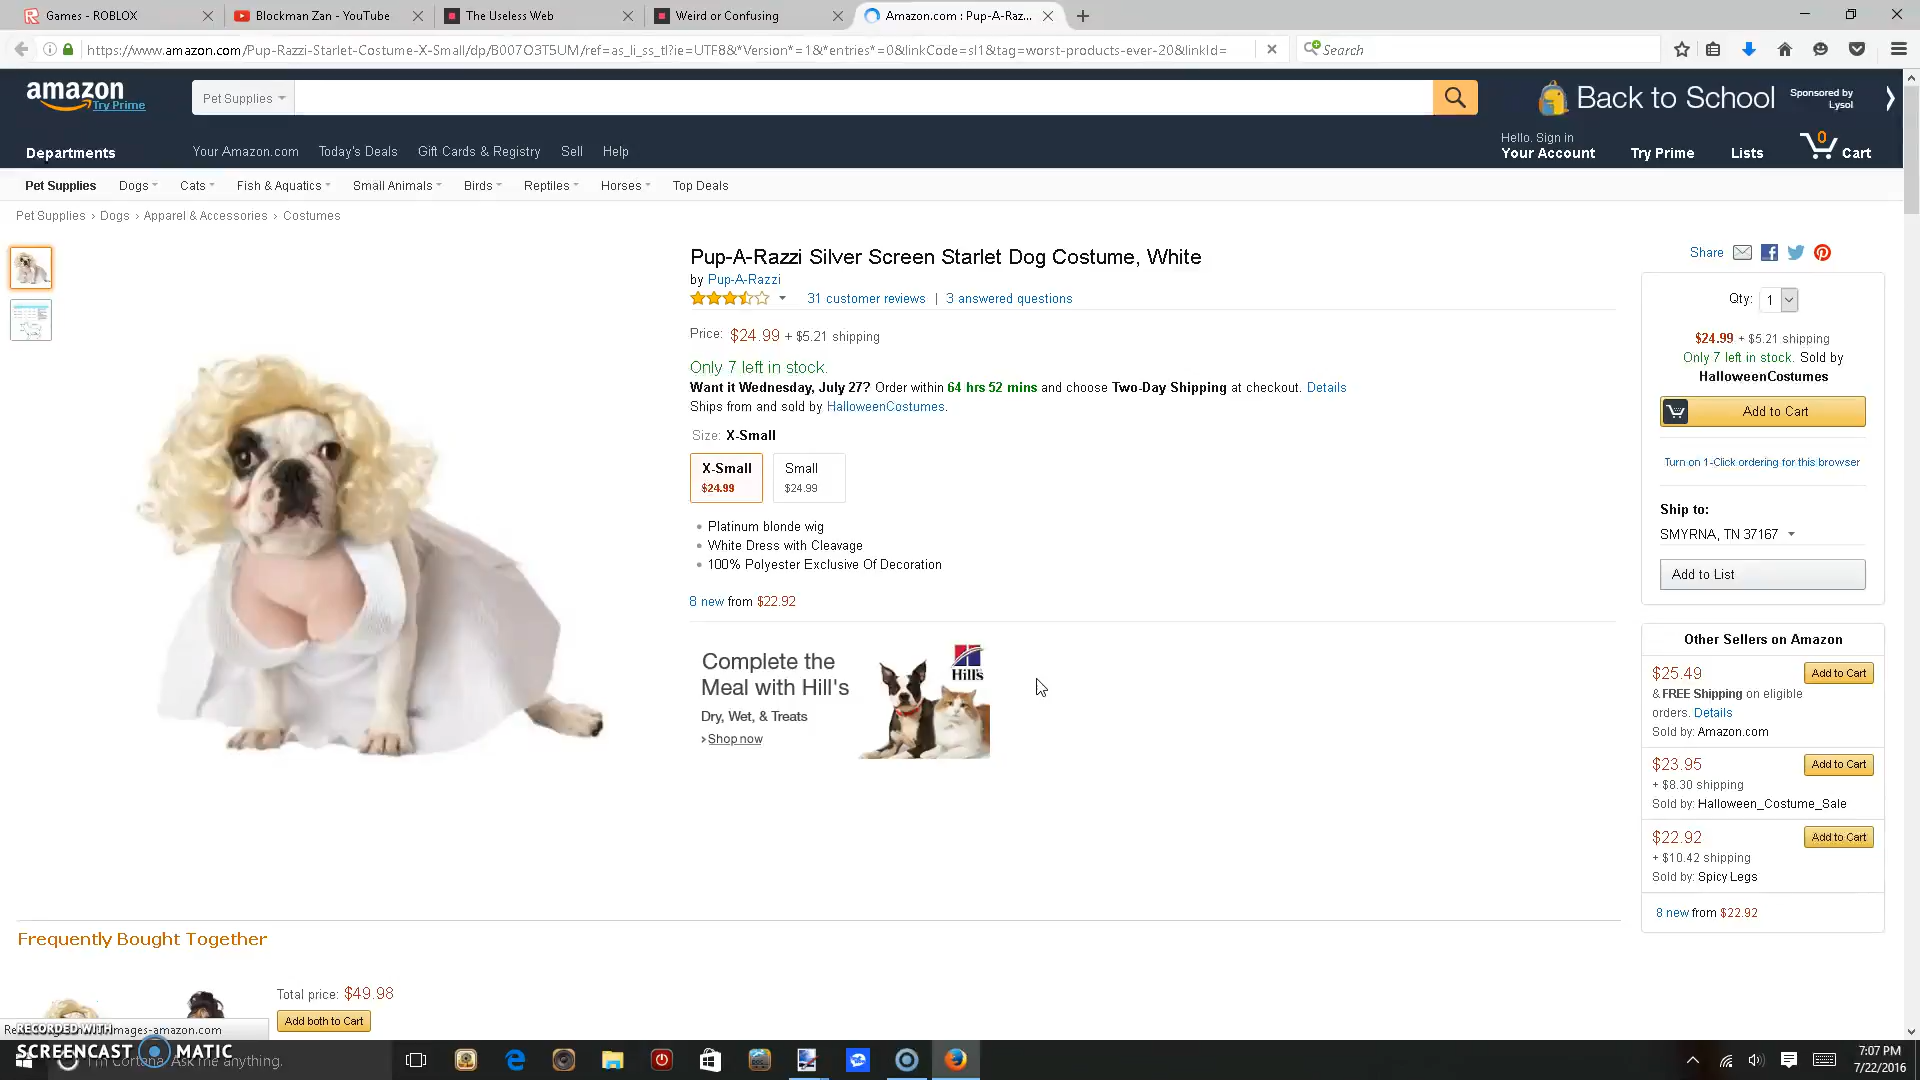 Games - ROBLOX
Blockman Zan - YouTube
The Useless Web
Weird or Confusing
Amazon.com : Pup-A-Raz...
https://www.amazon.com/Pup-Razzi-Starlet-Costume-X-Small/dp/B007O3T5UM/ref=as_li_ss_tl?ie=UTF8&*Version*=1&*entries*=0&linkCode=sl1&tag=worst-products-ever-20&linkId=
Search
amazon
Try Prime
Pet Supplies
Back to School
Sponsored by
Lysol
Departments
Your Amazon.com
Today's Deals
Gift Cards & Registry
Sell
Help
Hello. Sign in
Your Account
Try Prime
Lists
0
Cart
Pet Supplies
Dogs
Cats
Fish & Aquatics
Small Animals
Birds
Reptiles
Horses
Top Deals
Pet Supplies › Dogs › Apparel & Accessories › Costumes
Pup-A-Razzi Silver Screen Starlet Dog Costume, White
by Pup-A-Razzi
31 customer reviews | 3 answered questions
Price: $24.99 + $5.21 shipping
Only 7 left in stock.
Want it Wednesday, July 27? Order within 64 hrs 52 mins and choose Two-Day Shipping at checkout. Details
Ships from and sold by HalloweenCostumes.
Size: X-Small
X-Small
$24.99
Small
$24.99
Platinum blonde wig
White Dress with Cleavage
100% Polyester Exclusive Of Decoration
8 new from $22.92
Complete the
Meal with Hill's
Dry, Wet, & Treats
›Shop now
Hill's
Share
Qty: 1
$24.99 + $5.21 shipping
Only 7 left in stock. Sold by
HalloweenCostumes
Add to Cart
Turn on 1-Click ordering for this browser
Ship to:
SMYRNA, TN 37167
Add to List
Other Sellers on Amazon
$25.49
Add to Cart
& FREE Shipping on eligible
orders. Details
Sold by: Amazon.com
$23.95
Add to Cart
+ $8.30 shipping
Sold by: Halloween_Costume_Sale
$22.92
Add to Cart
+ $10.42 shipping
Sold by: Spicy Legs
8 new from $22.92
Frequently Bought Together
Total price: $49.98
Add both to Cart
RECORDED WITH
SCREENCAST MATIC
I'm Cortana. Ask me anything.
7:07 PM
7/22/2016